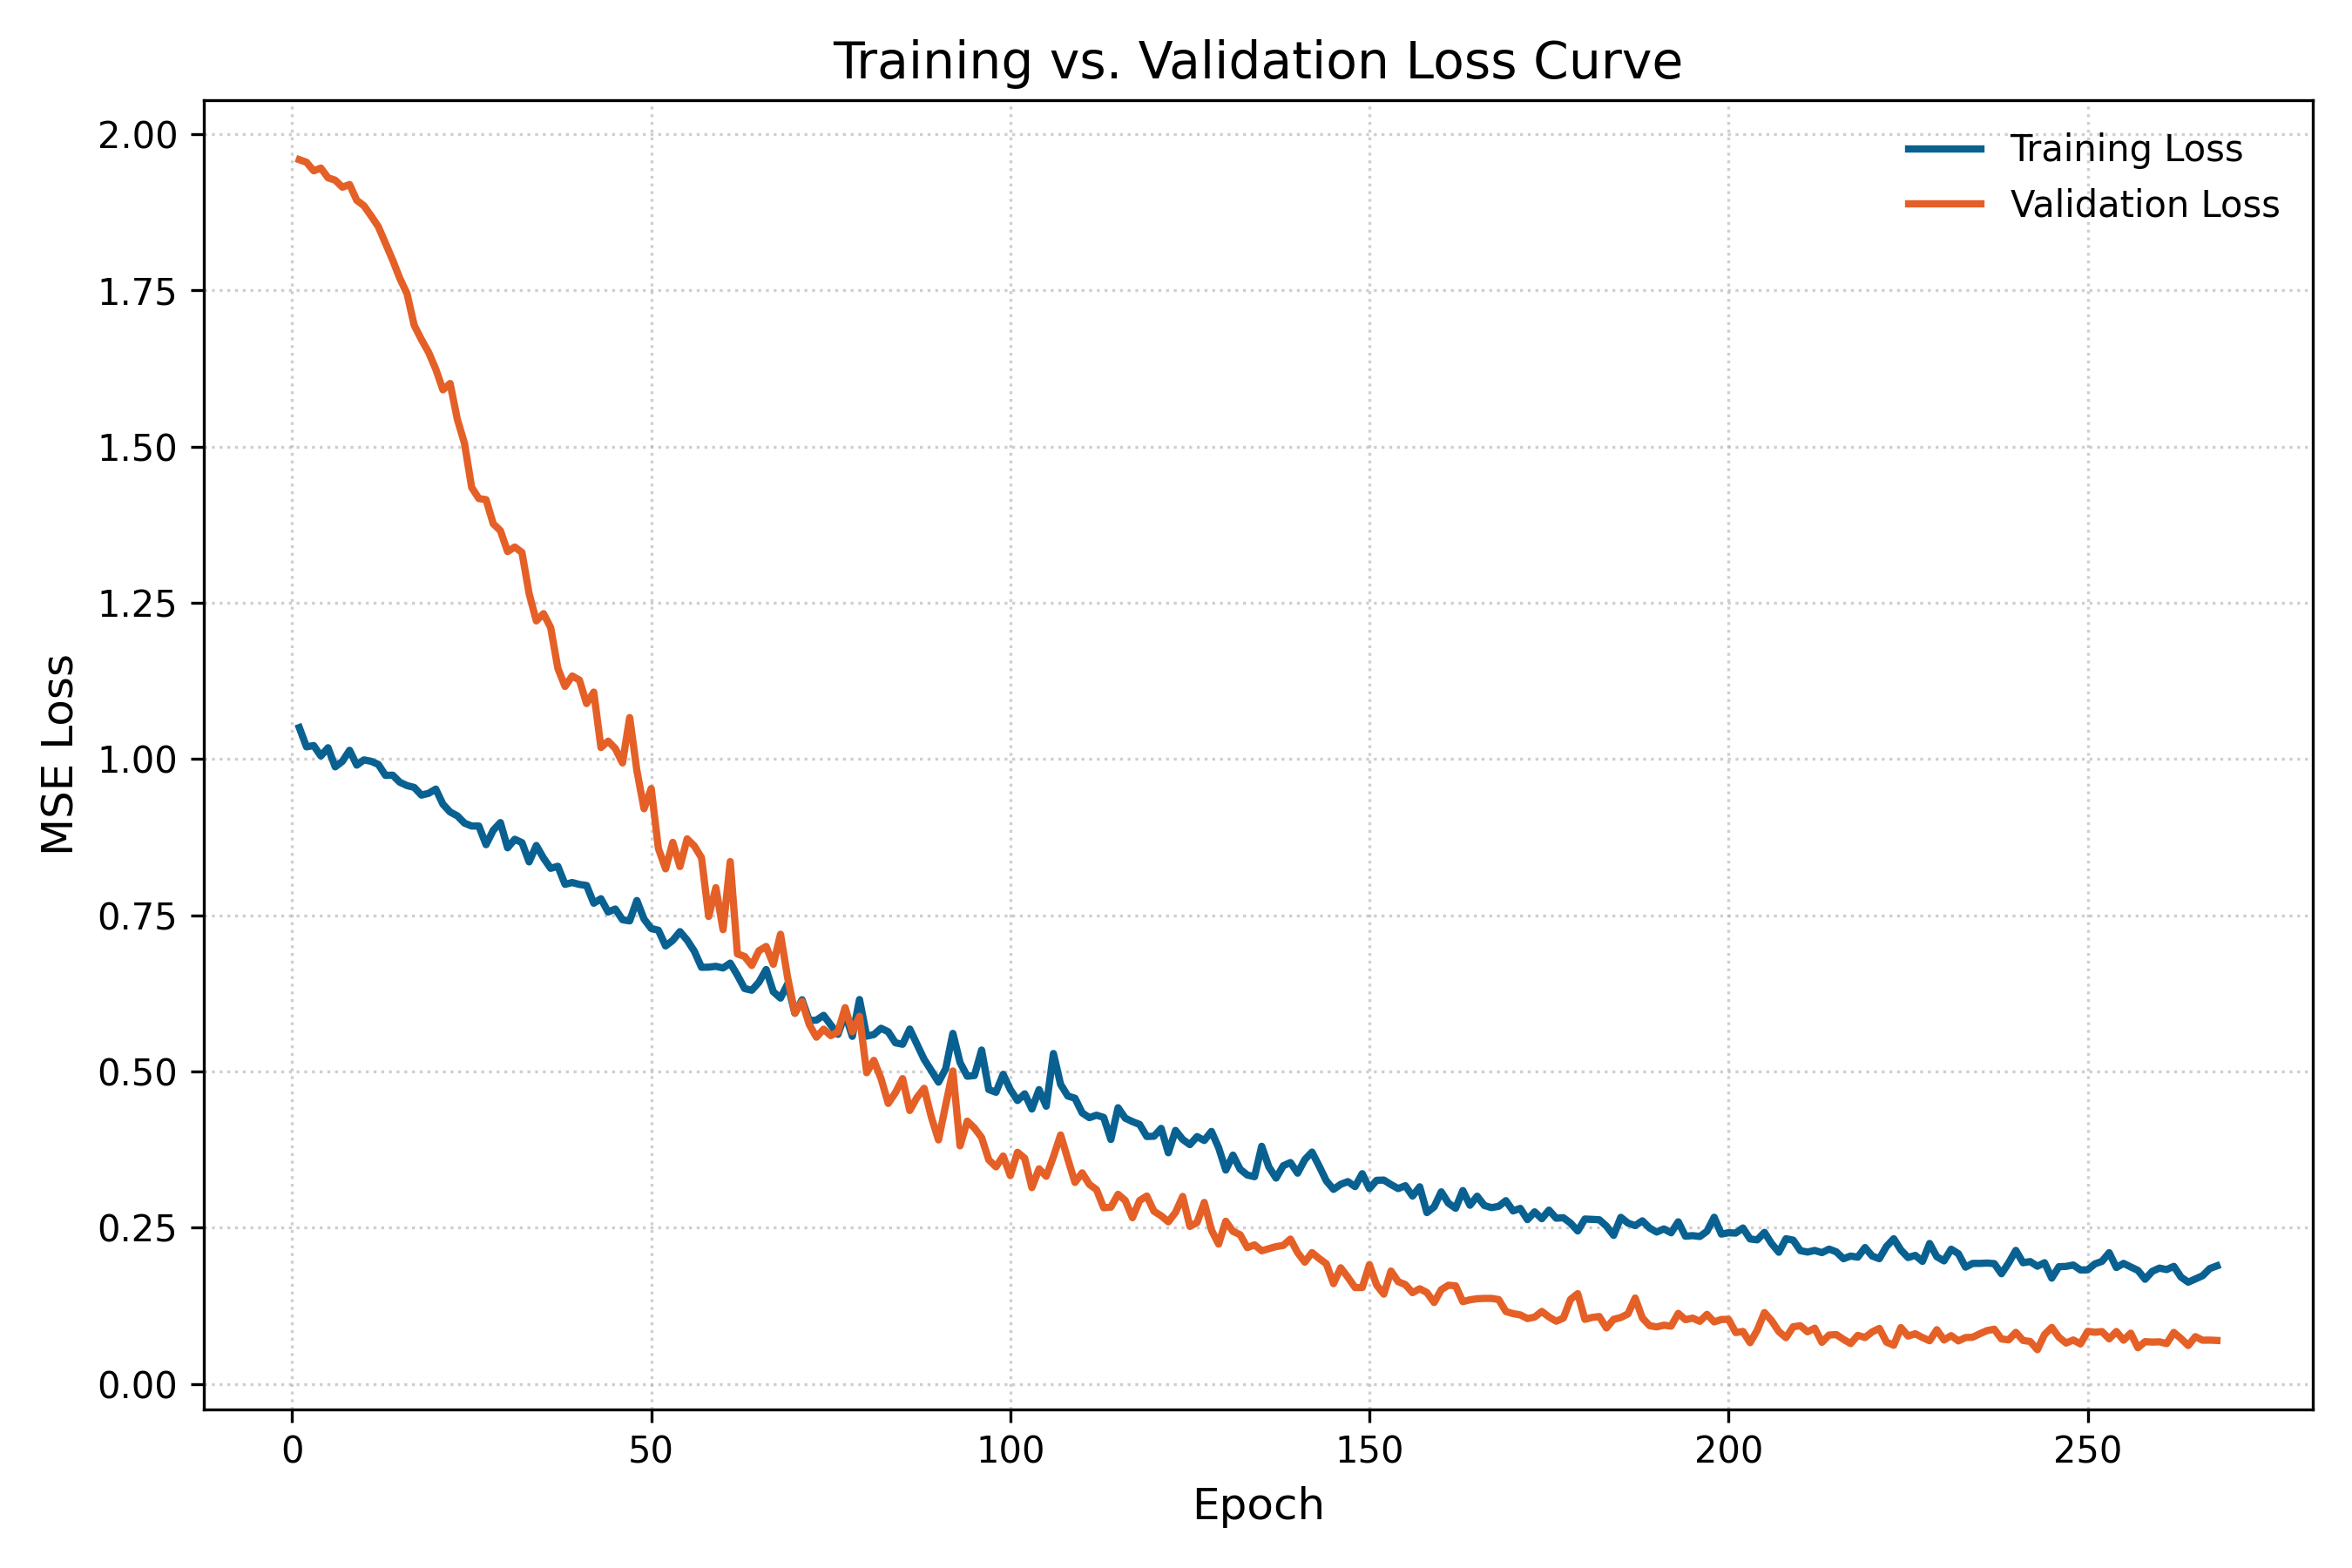 Training vs. Validation Loss Curve
Training Loss
Validation Loss
MSE Loss
2.00
1.75
1.50
1.25
1.00
0.75
0.50
0.25
0.00
0 50 100 150 200 250
Epoch